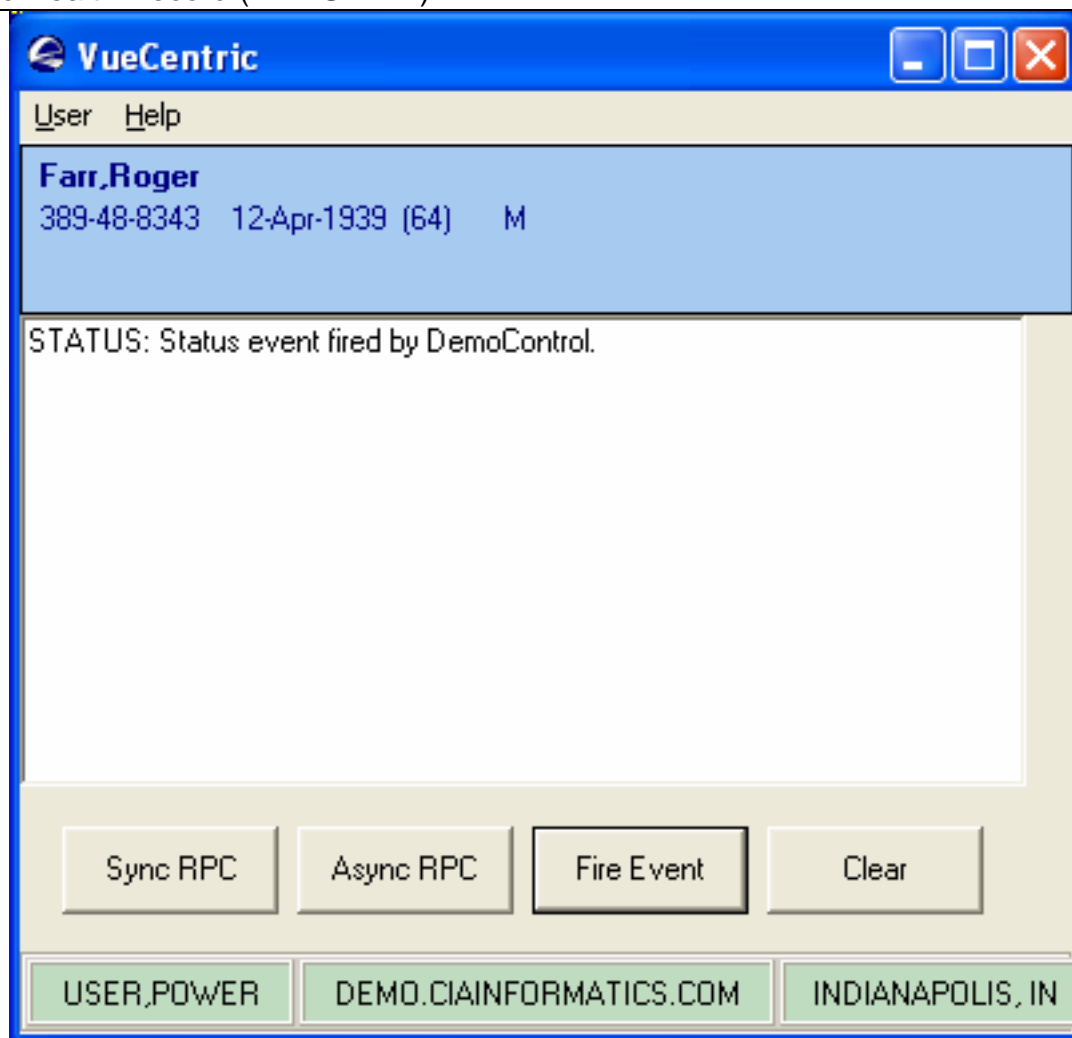 VueCentric
User Help
Farr,Roger
389-48-8343 12-Apr-1939 (64) M
STATUS: Status event fired by DemoControl.
Sync RPC Async RPC Fire Event Clear
USER,POWER DEMO.CIAINFORMATICS.COM INDIANAPOLIS, IN